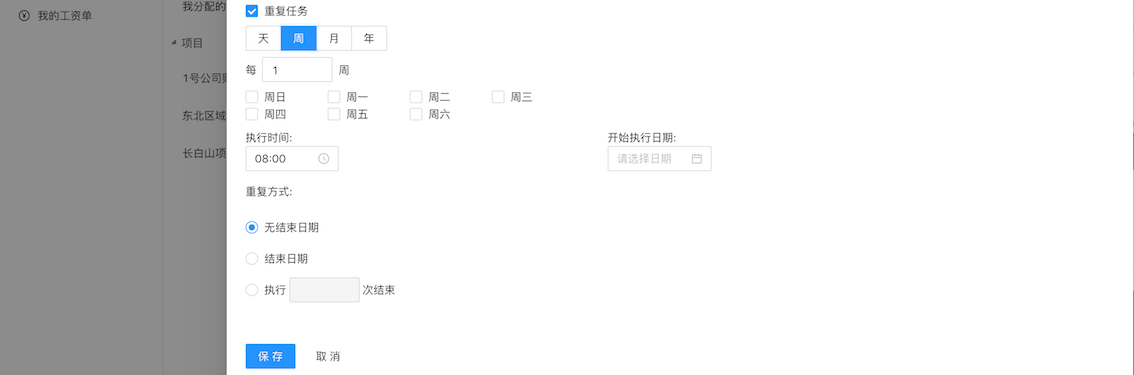 我的工资单
我分配的
项目
1号公司
东北区域
长白山项
重复任务
天 周 月 年
每 1 周
周日 周一 周二 周三
周四 周五 周六
执行时间: 开始执行日期:
08:00 请选择日期
重复方式:
无结束日期
结束日期
执行 次结束
保存 取消